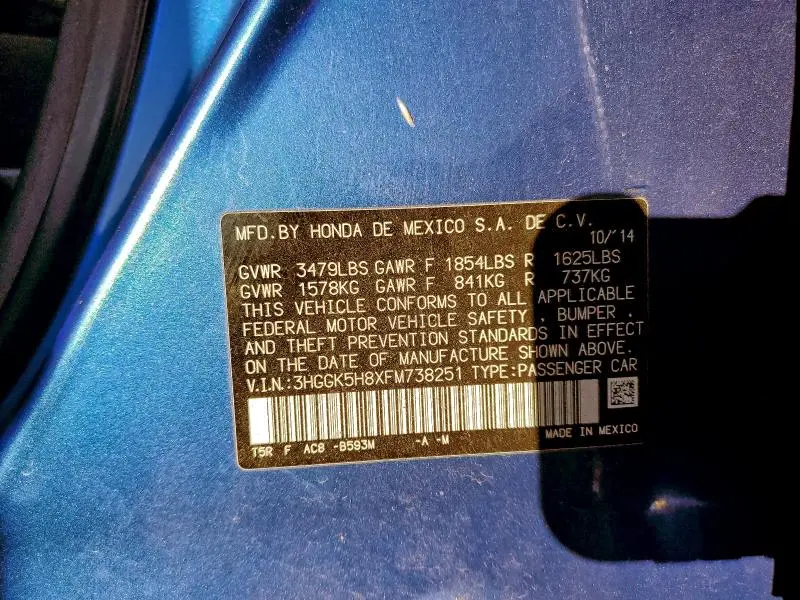 MFD.BY HONDA DE MEXICO S.A. DE C.V.
10/'14
GVWR 3479LBS GAWR F 1854LBS R 1625LBS
GVWR 1578KG GAWR F 841KG R 737KG
THIS VEHICLE CONFORMS TO ALL APPLICABLE
FEDERAL MOTOR VEHICLE SAFETY , BUMPER ,
AND THEFT PREVENTION STANDARDS IN EFFECT
ON THE DATE OF MANUFACTURE SHOWN ABOVE.
V.I.N.:3HGGK5H8XFM738251 TYPE:PASSENGER CAR
T5R F AC8 -B593M -A -M
MADE IN MEXICO